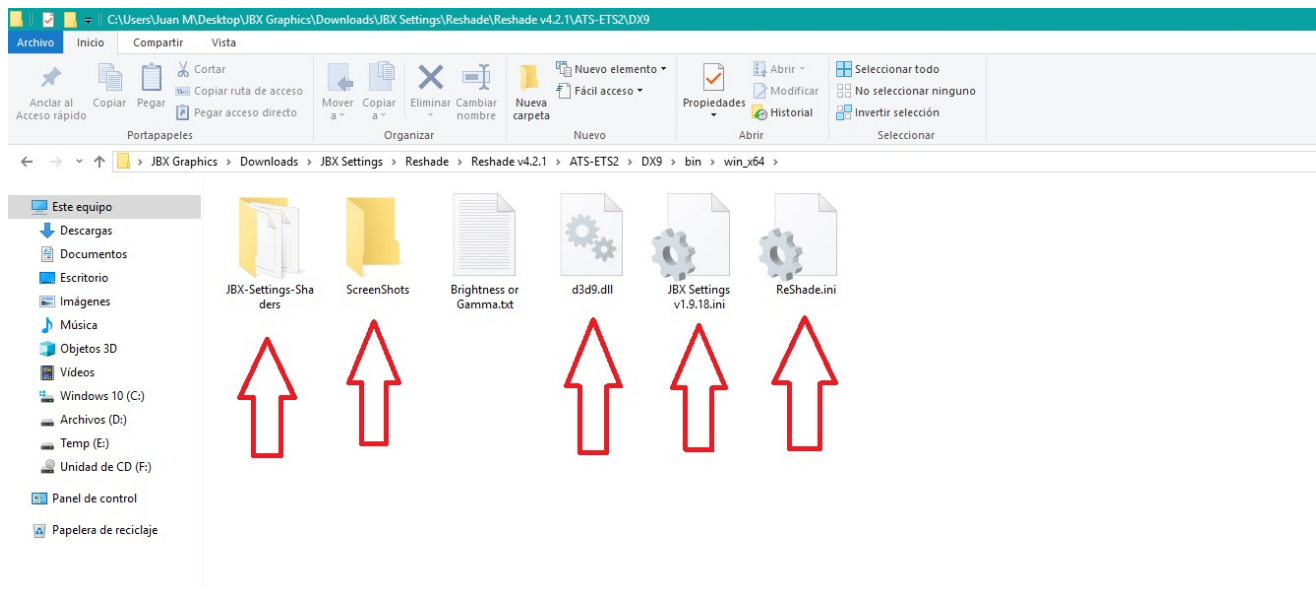 C:\Users\Juan M\Desktop\JBX Graphics\Downloads\JBX Settings\Reshade\Reshade v4.2.1\ATS-ETS2\DX9
Archivo Inicio Compartir Vista
Anclar al
Acceso rápido
Copiar
Pegar
Cortar
Copiar ruta de acceso
Pegar acceso directo
Portapapeles
Mover
a
Copiar
a
Eliminar
Cambiar
nombre
Organizar
Nueva
carpeta
Nuevo elemento
Fácil acceso
Nuevo
Propiedades
Abrir
Modificar
Historial
Abrir
Seleccionar todo
No seleccionar ninguno
Invertir selección
Seleccionar
JBX Graphics > Downloads > JBX Settings > Reshade > Reshade v4.2.1 > ATS-ETS2 > DX9 > bin > win_x64 >
Este equipo
Descargas
Documentos
Escritorio
Imágenes
Música
Objetos 3D
Vídeos
Windows 10 (C:)
Archivos (D:)
Temp (E:)
Unidad de CD (F:)
Panel de control
Papelera de reciclaje
JBX-Settings-Sha
ders
ScreenShots
Brightness or
Gamma.txt
d3d9.dll
JBX Settings
v1.9.18.ini
ReShade.ini